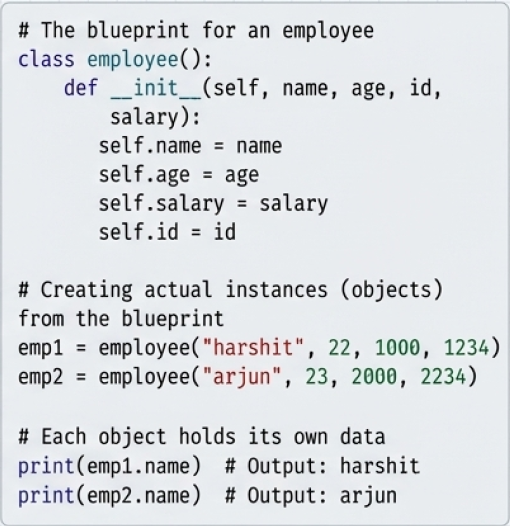 # The blueprint for an employee
class employee():
    def __init__(self, name, age, id,
        salary):
       self.name = name
       self.age = age
       self.salary = salary
       self.id = id

# Creating actual instances (objects)
from the blueprint
emp1 = employee("harshit", 22, 1000, 1234)
emp2 = employee("arjun", 23, 2000, 2234)

# Each object holds its own data
print(emp1.name)  # Output: harshit
print(emp2.name)  # Output: arjun